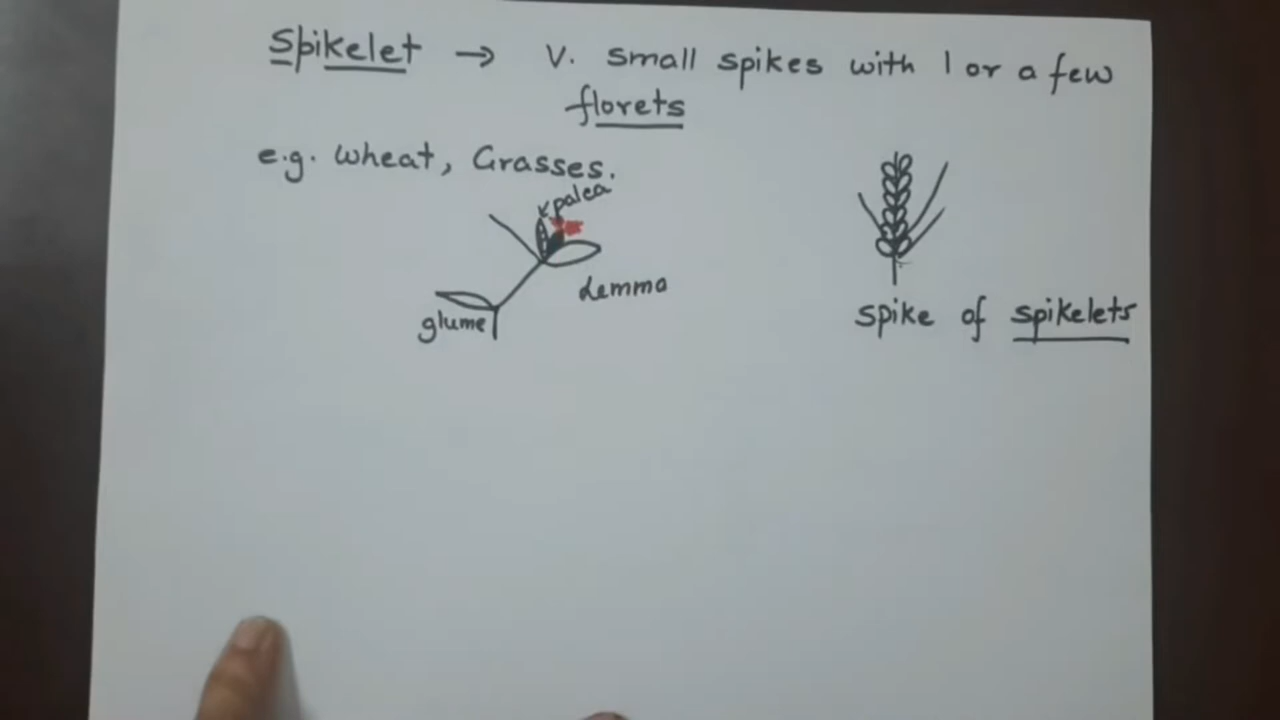 Spikelet → V. small spikes with 1 or a few
florets
e.g. Wheat, Grasses.
palea
Lemma
glume
spike of spikelets